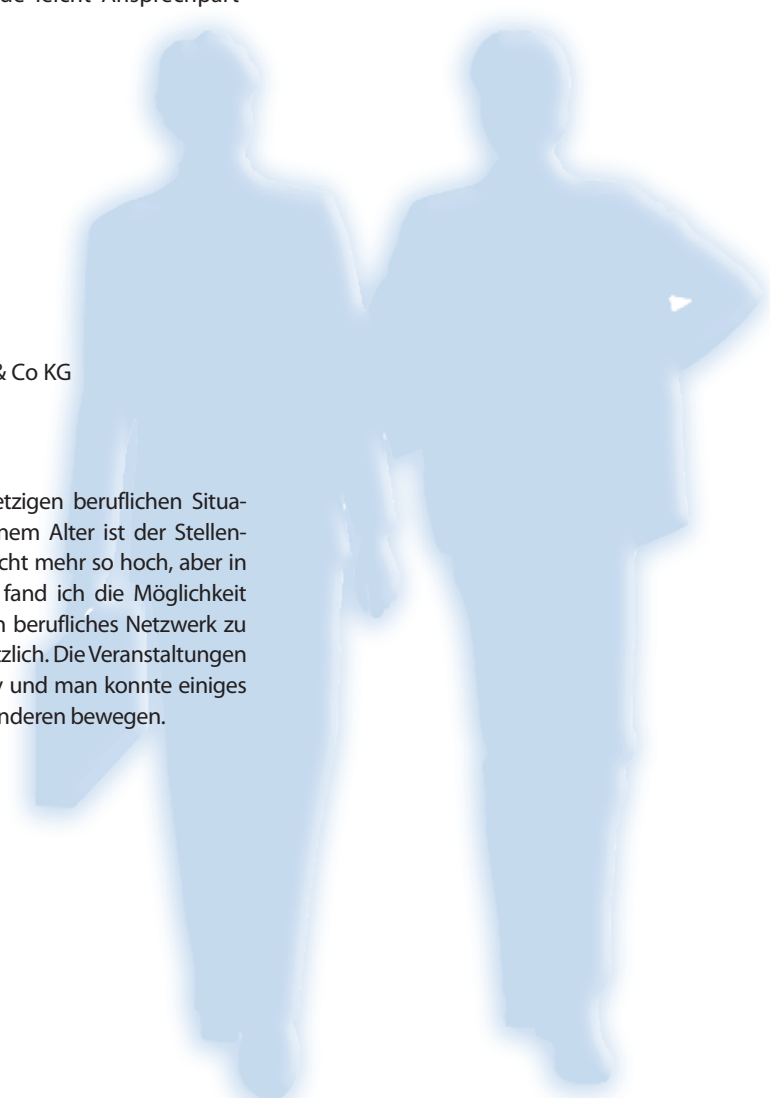 de leicht Ansprechpart-
& Co KG
etzigen beruflichen Situa-
nem Alter ist der Stellen-
cht mehr so hoch, aber in
fand ich die Möglichkeit
n berufliches Netzwerk zu
tzlich. Die Veranstaltungen
und man konnte einiges
nderen bewegen.